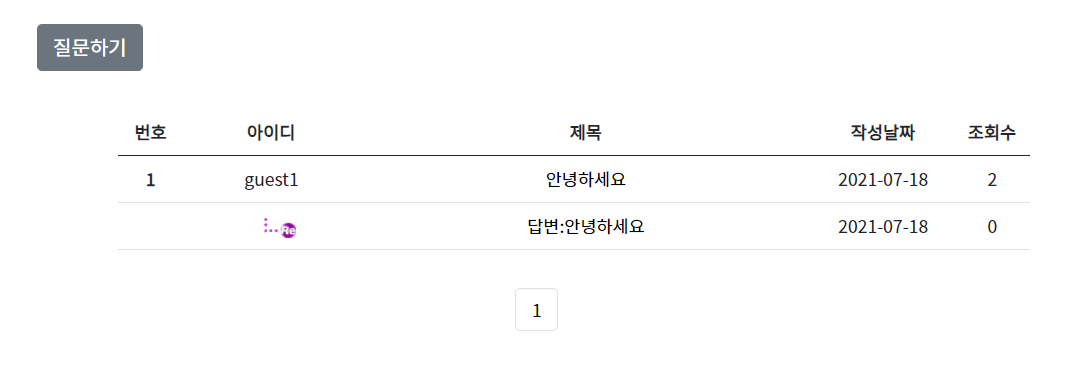 질문하기
번호 아이디 제목 작성날짜 조회수
1 guest1 안녕하세요 2021-07-18 2
Re 답변:안녕하세요 2021-07-18 0
1